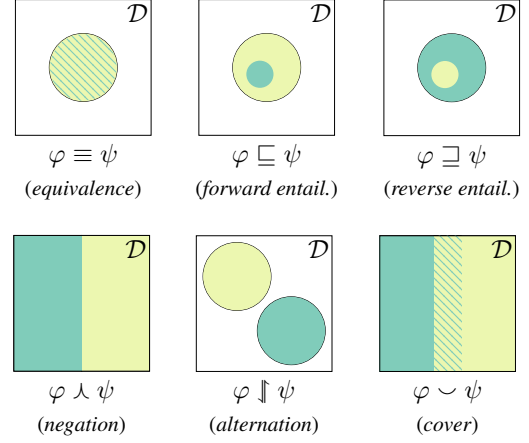 𝒟 𝒟 𝒟
φ ≡ ψ φ ⊑ ψ φ ⊒ ψ
(equivalence) (forward entail.) (reverse entail.)
𝒟 𝒟 𝒟
φ ⋏ ψ φ ⥮ ψ φ ⌣ ψ
(negation) (alternation) (cover)